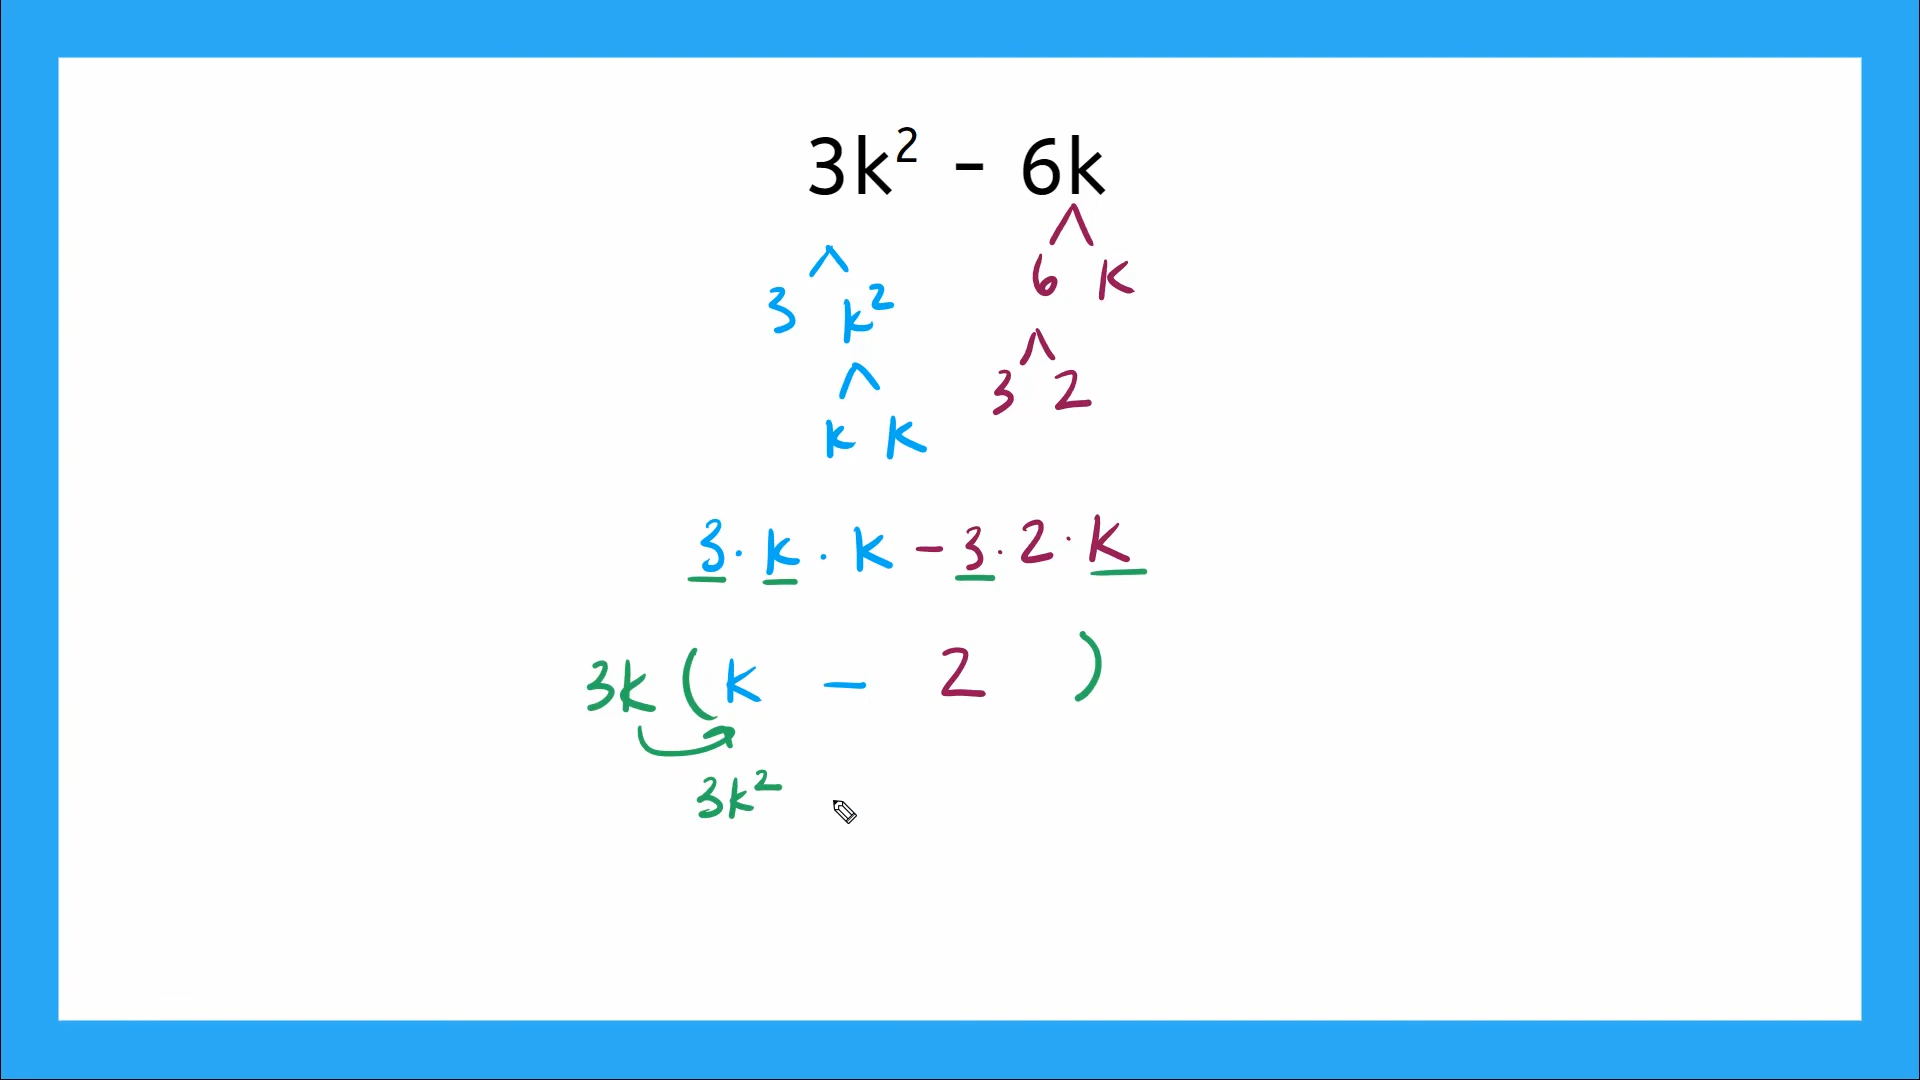 3k² - 6k
6 k
3 k²
3 2
k k
3 · k · k - 3 · 2 · k
3k (k - 2)
3k²